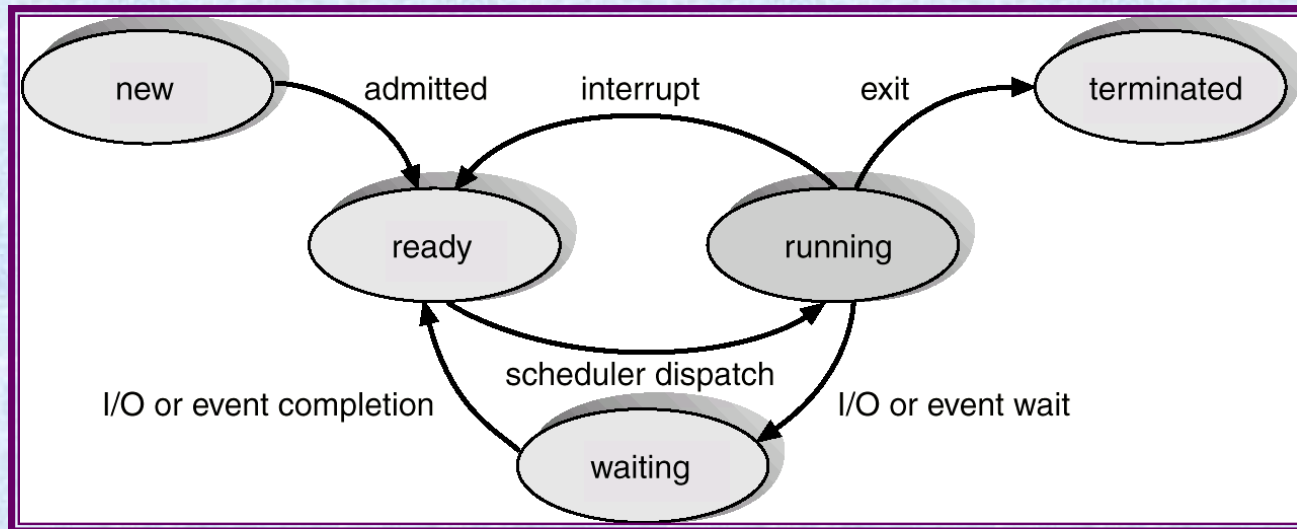 new
admitted
interrupt
exit
terminated
ready
running
scheduler dispatch
I/O or event completion
I/O or event wait
waiting